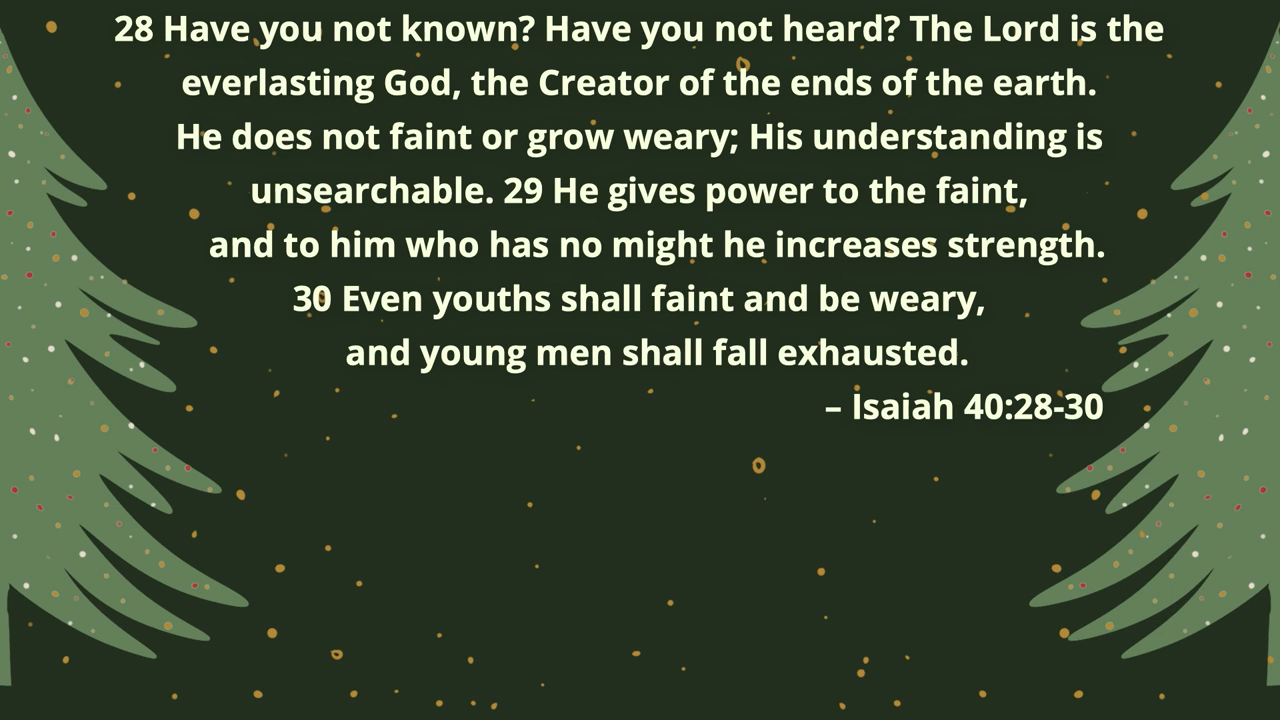 28 Have you not known? Have you not heard? The Lord is the
everlasting God, the Creator of the ends of the earth.
He does not faint or grow weary; His understanding is
unsearchable. 29 He gives power to the faint,
and to him who has no might he increases strength.
30 Even youths shall faint and be weary,
and young men shall fall exhausted.
– Isaiah 40:28-30